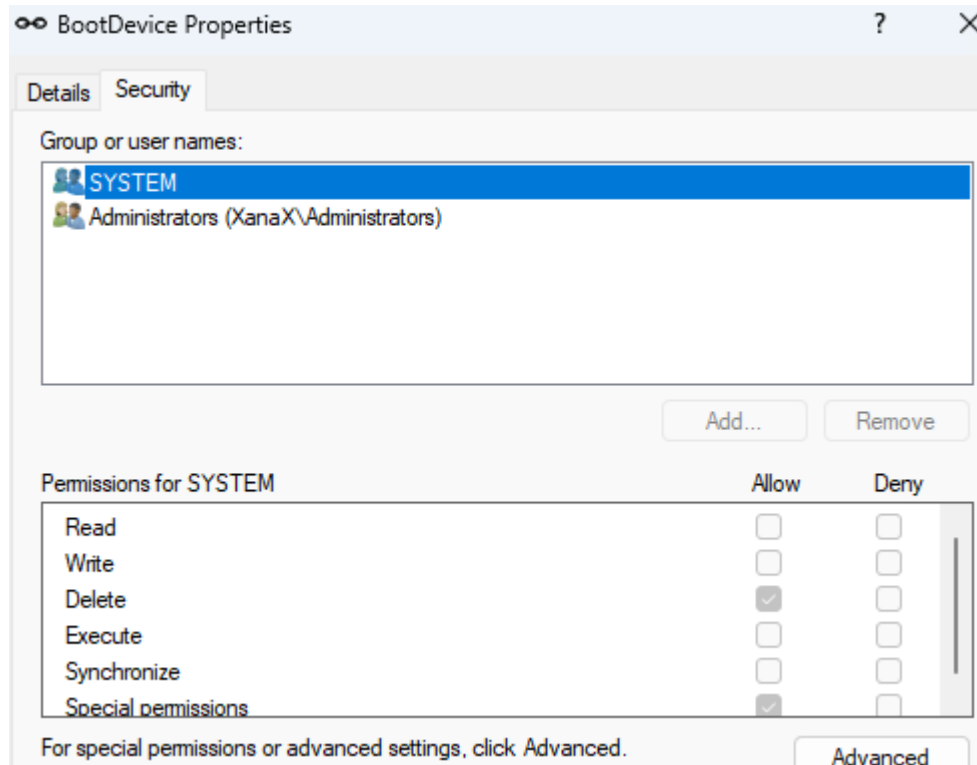 BootDevice Properties ? X
Details Security
Group or user names:
SYSTEM
Administrators (XanaX\Administrators)
Add... Remove
Permissions for SYSTEM Allow Deny
Read
Write
Delete
Execute
Synchronize
Special permissions
For special permissions or advanced settings, click Advanced.
Advanced